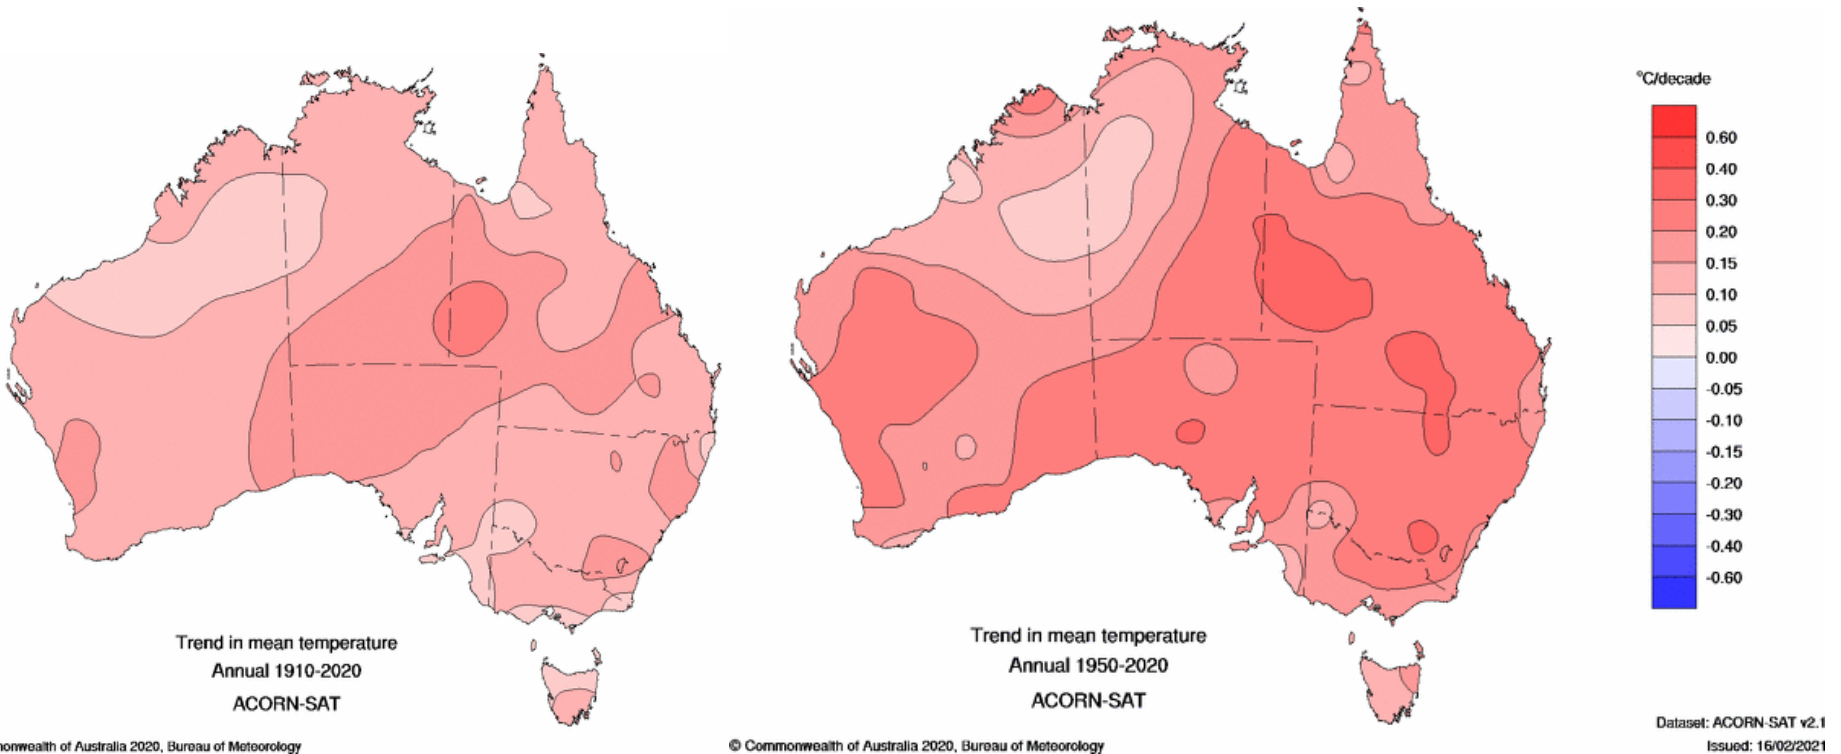 °C/decade
0.60
0.40
0.30
0.20
0.15
0.10
0.05
0.00
-0.05
-0.10
-0.15
-0.20
-0.30
-0.40
-0.60
Trend in mean temperature
Annual 1910-2020
ACORN-SAT
Trend in mean temperature
Annual 1950-2020
ACORN-SAT
Dataset: ACORN-SAT v2.1
monwealth of Australia 2020, Bureau of Meteorology
© Commonwealth of Australia 2020, Bureau of Meteorology
Issued: 16/02/2021